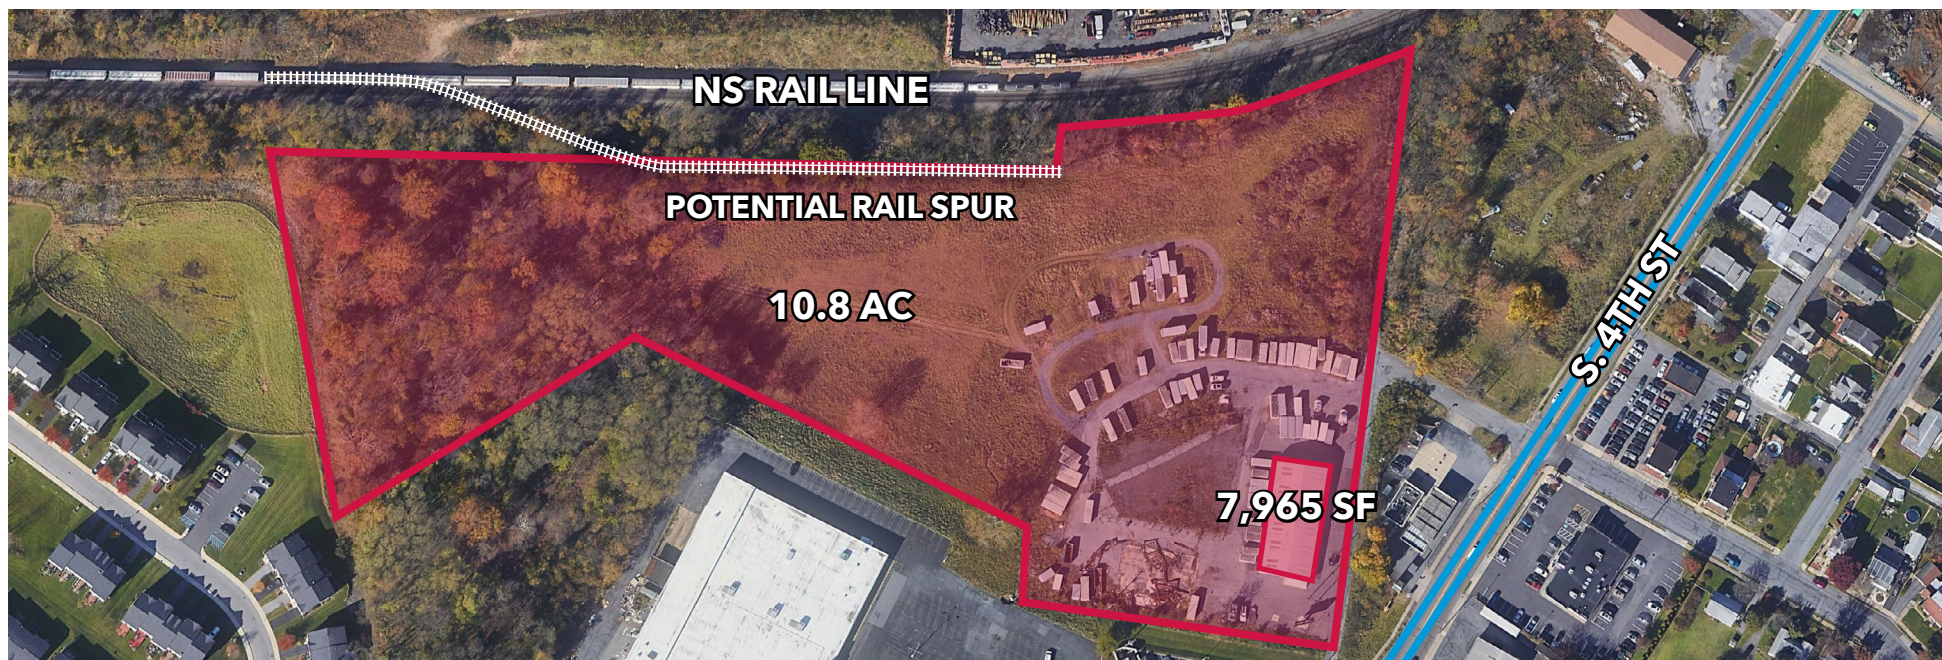 NS RAIL LINE
POTENTIAL RAIL SPUR
10.8 AC
S. 4TH ST
7,965 SF